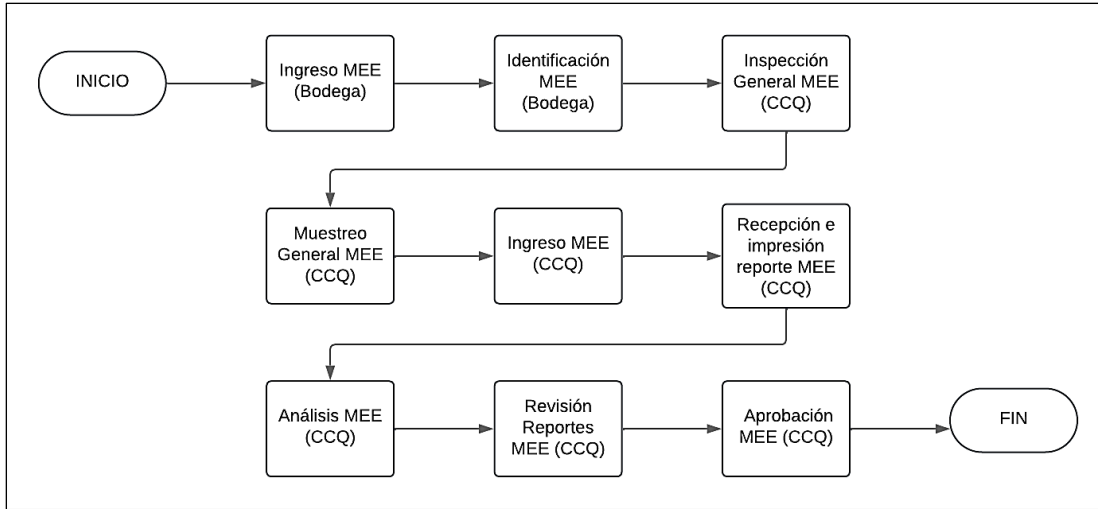 INICIO
Ingreso MEE
(Bodega)
Identificación
MEE
(Bodega)
Inspección
General MEE
(CCQ)
Muestreo
General MEE
(CCQ)
Ingreso MEE
(CCQ)
Recepción e
impresión
reporte MEE
(CCQ)
Análisis MEE
(CCQ)
Revisión
Reportes
MEE (CCQ)
Aprobación
MEE (CCQ)
FIN